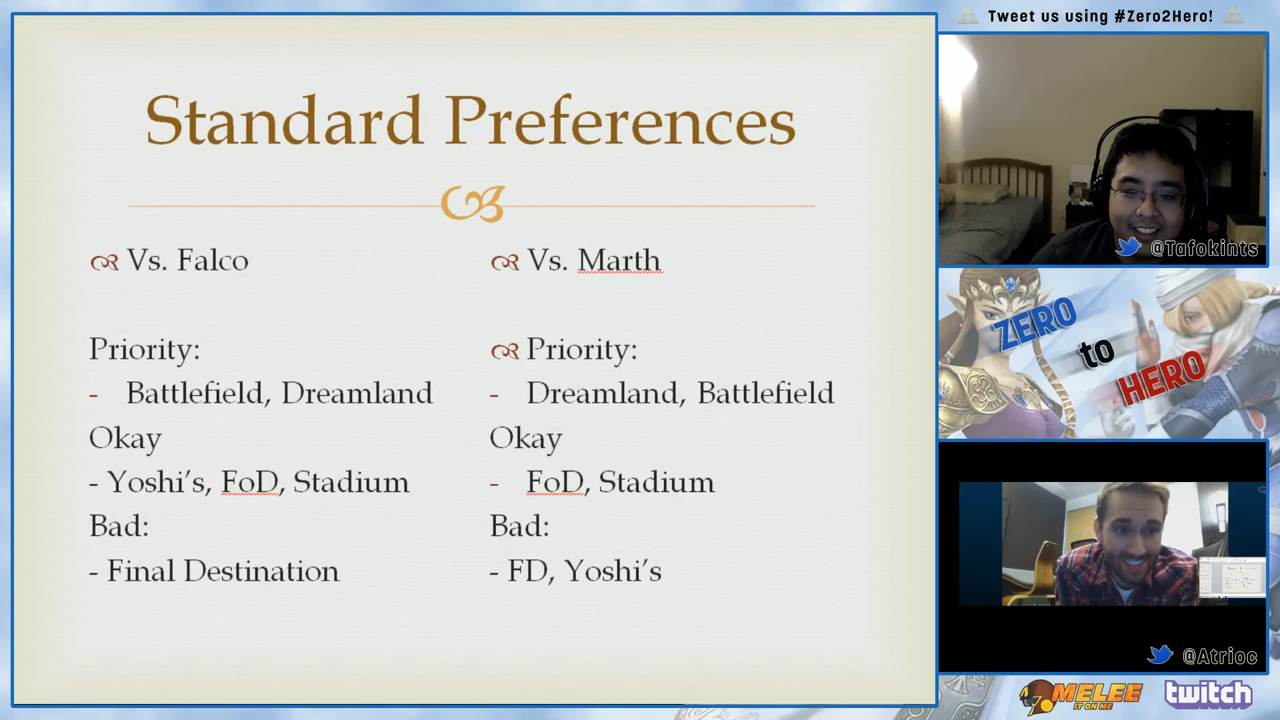 Tweet us using #Zero2Hero!
Standard Preferences
Vs. Falco
Priority:
- Battlefield, Dreamland
Okay
- Yoshi's, FoD, Stadium
Bad:
- Final Destination
Vs. Marth
Priority:
- Dreamland, Battlefield
Okay
- FoD, Stadium
Bad:
- FD, Yoshi's
@Tafokints
ZERO
to
HERO
@Atrioc
MELEE
IT ON ME
twitch